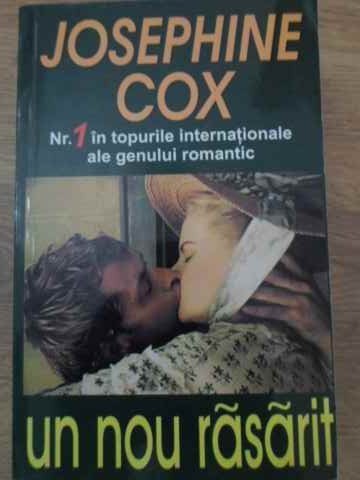 JOSEPHINE
COX
Nr.1 în topurile internaționale
ale genului romantic
un nou răsărit